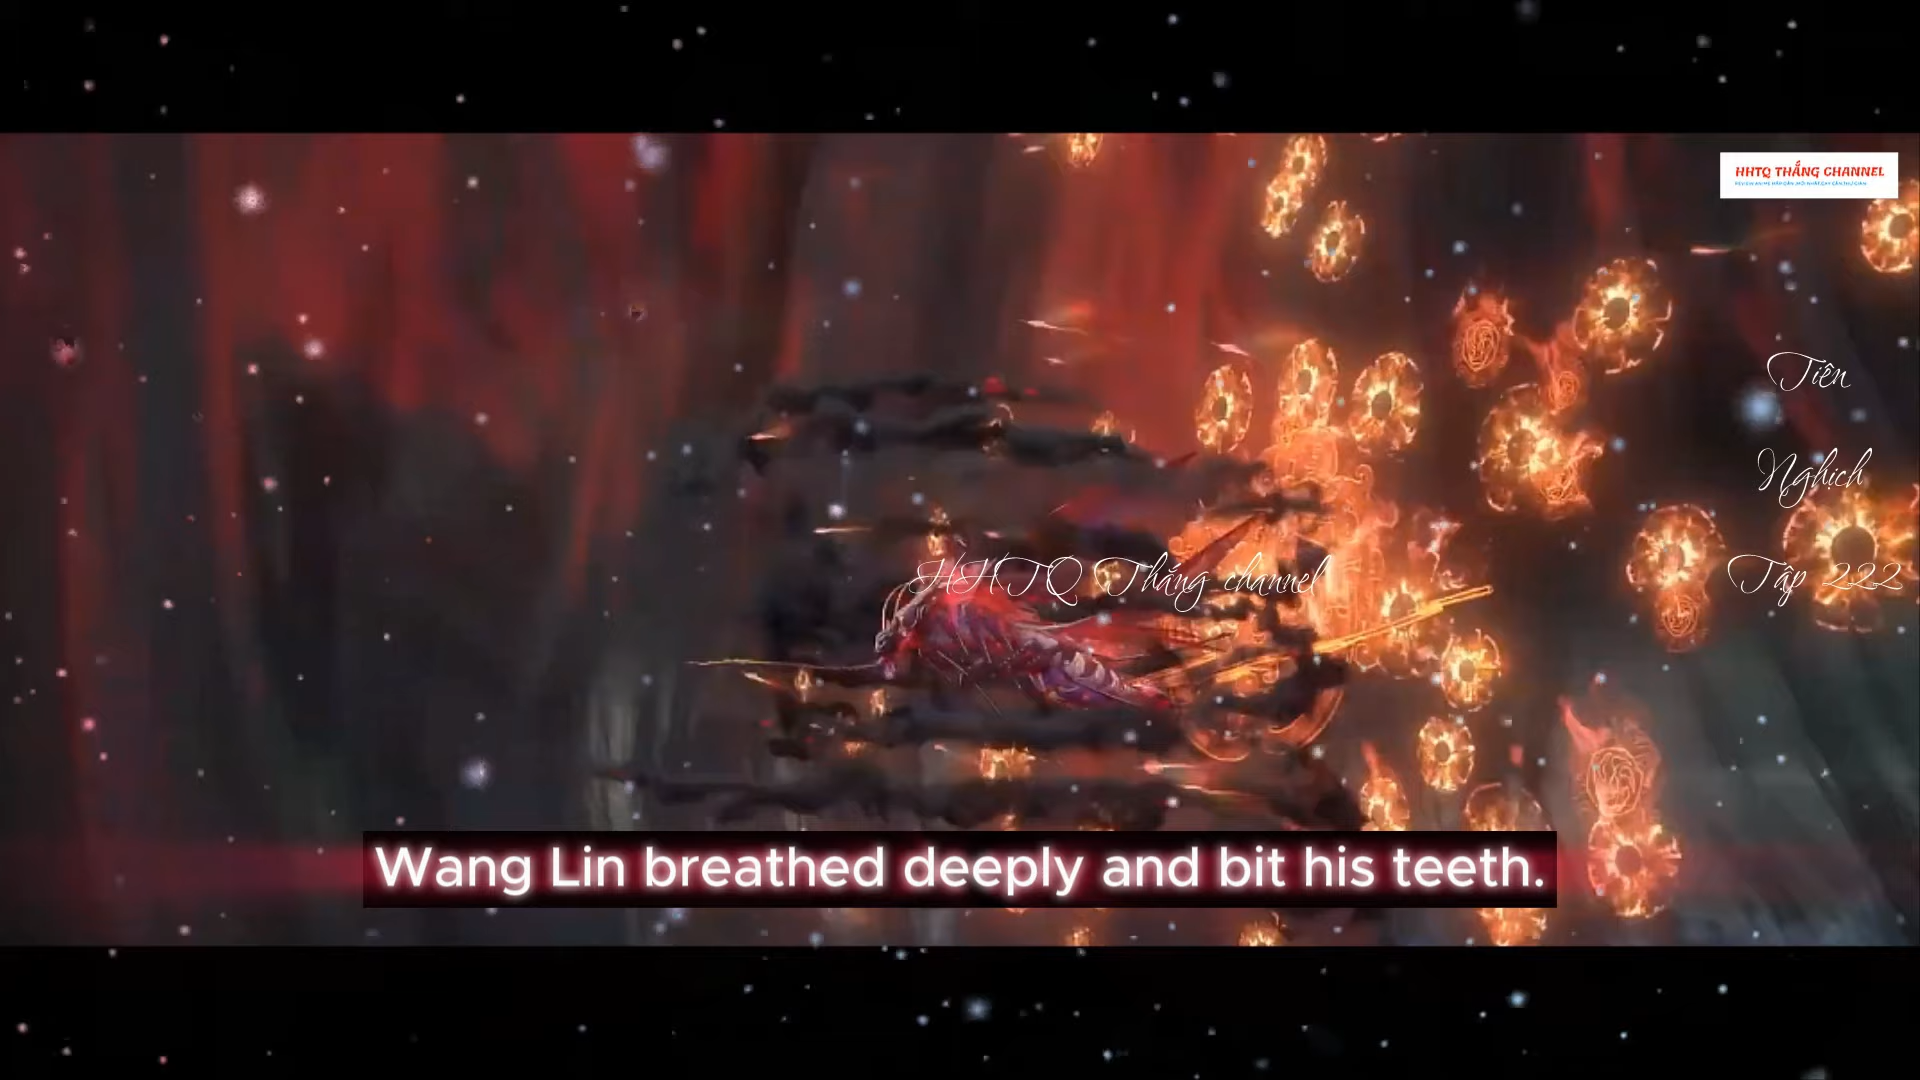 HHTQ THẮNG CHANNEL
Tiên
Nghịch
Tập 222
HHTQ Thắng channel
Wang Lin breathed deeply and bit his teeth.